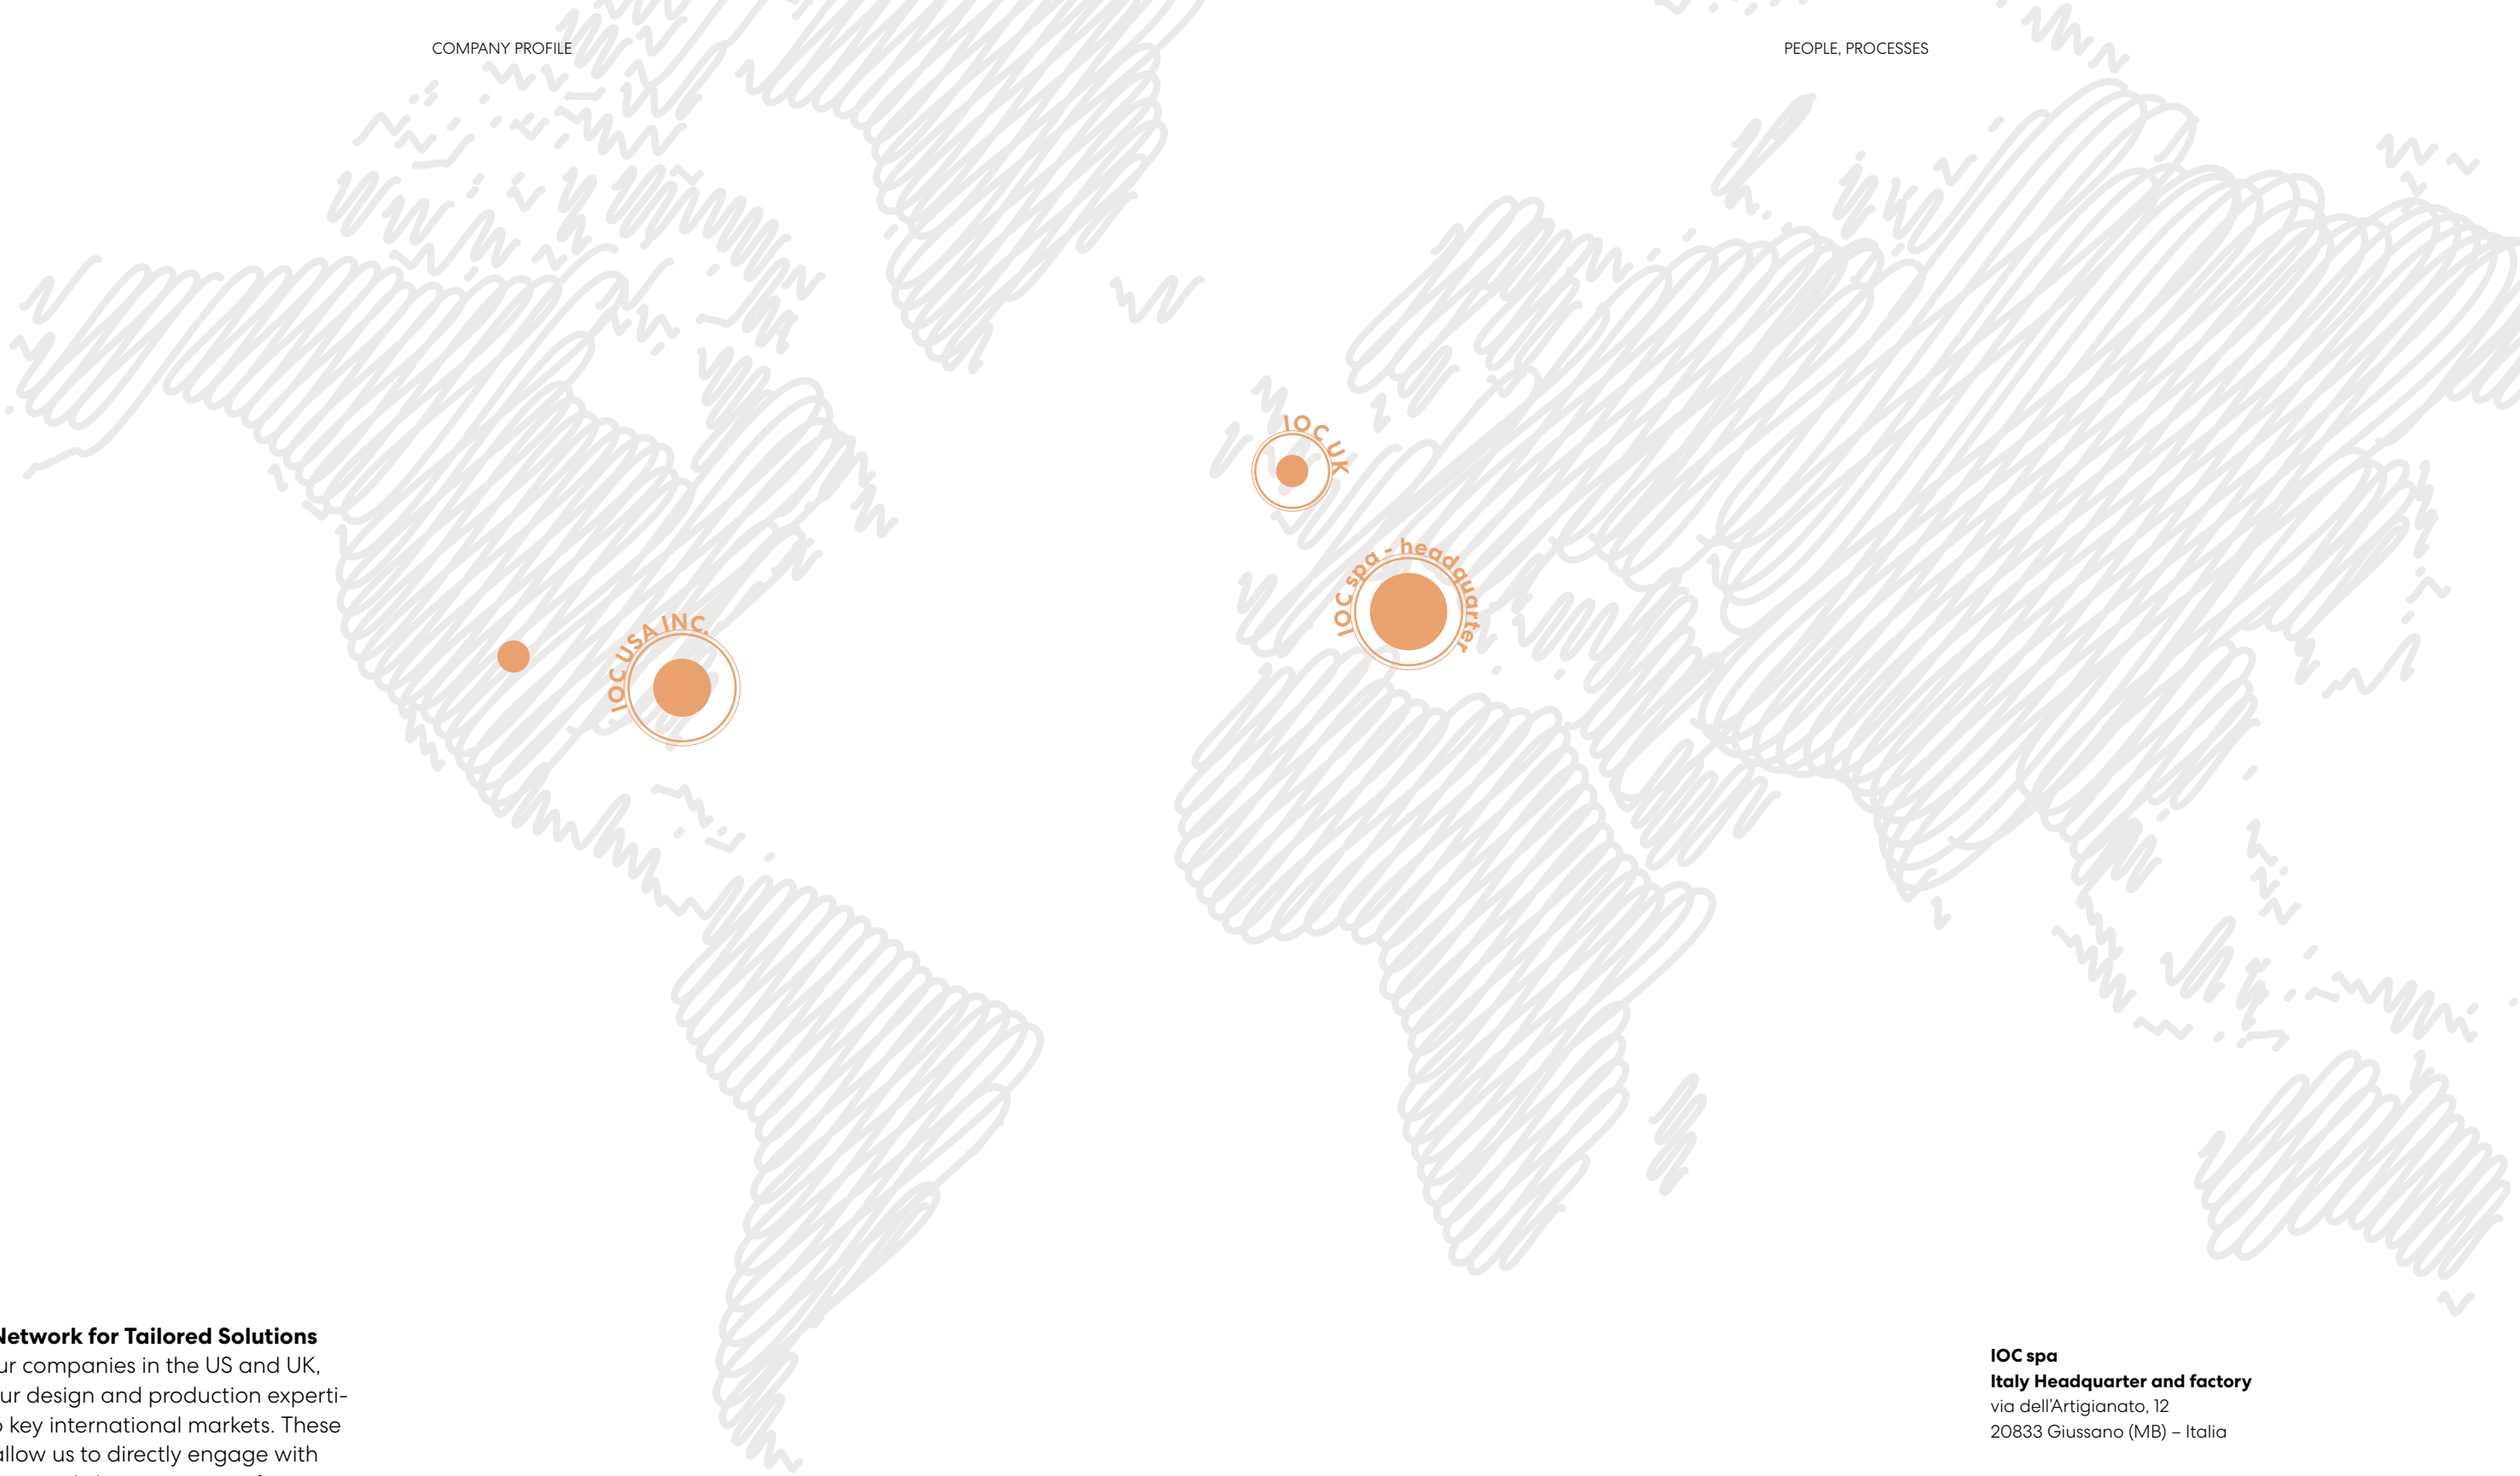 COMPANY PROFILE
PEOPLE, PROCESSES
IOC UK
IOC spa - headquarter
IOC USA INC.
Network for Tailored Solutions
companies in the US and UK,
design and production experti-
key international markets. These
allow us to directly engage with
IOC spa
Italy Headquarter and factory
via dell’Artigianato, 12
20833 Giussano (MB) – Italia